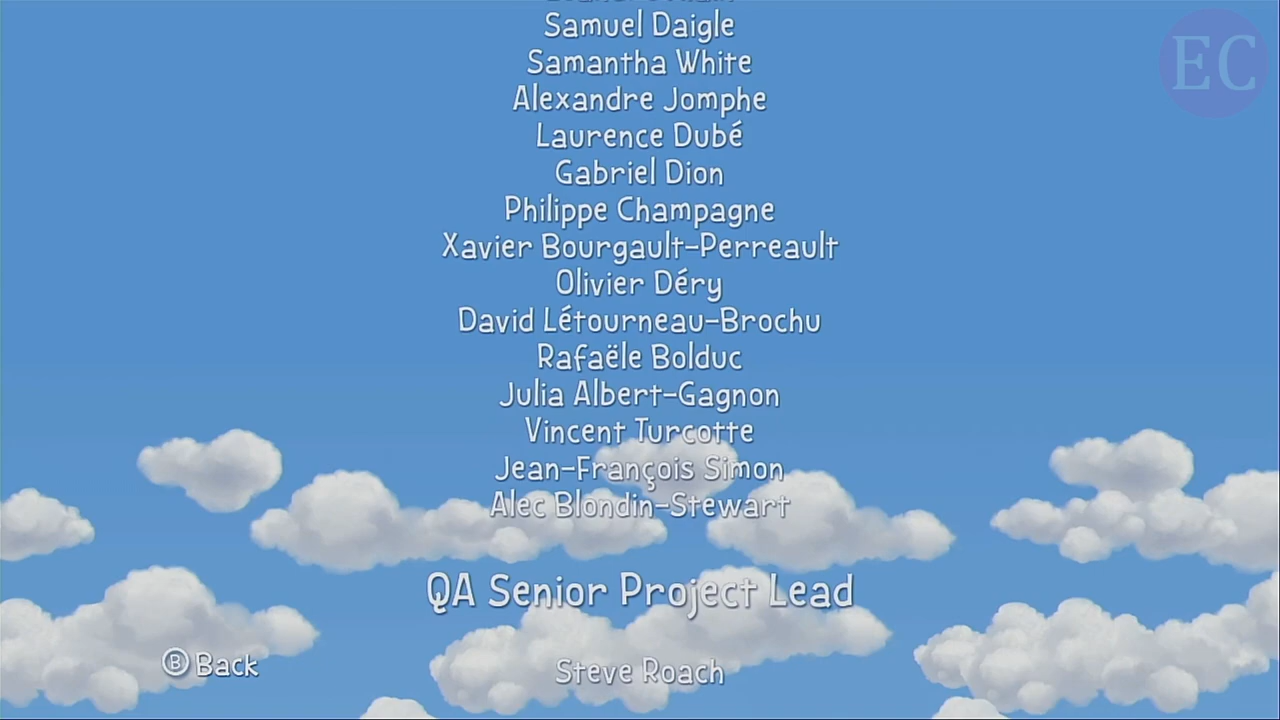 EC
Samuel Daigle
Samantha White
Alexandre Jomphe
Laurence Dubé
Gabriel Dion
Philippe Champagne
Xavier Bourgault-Perreault
Olivier Déry
David Létourneau-Brochu
Rafaële Bolduc
Julia Albert-Gagnon
Vincent Turcotte
Jean-François Simon
Alec Blondin-Stewart
QA Senior Project Lead
B Back
Steve Roach